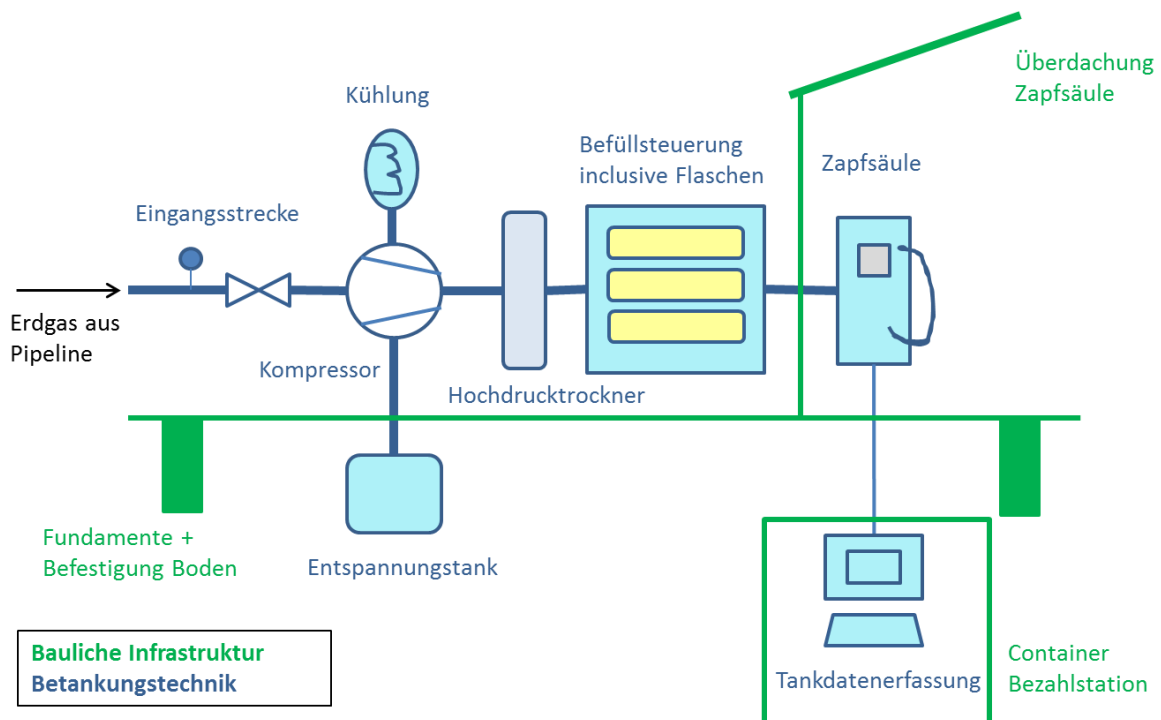 Überdachung
Zapfsäule
Kühlung
Befüllsteuerung
inclusive Flaschen
Zapfsäule
Eingangsstrecke
Erdgas aus
Pipeline
Kompressor
Hochdrucktrockner
Fundamente +
Befestigung Boden
Entspannungstank
Bauliche Infrastruktur
Betankungstechnik
Tankdatenerfassung
Container
Bezahlstation